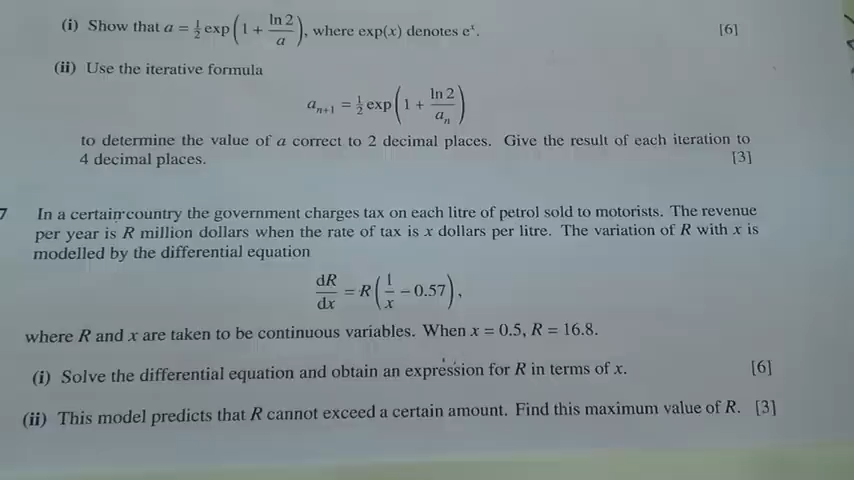 (i) Show that a = ½ exp(1 + ln 2 / a), where exp(x) denotes eˣ. [6]
(ii) Use the iterative formula
aₙ₊₁ = ½ exp(1 + ln 2 / aₙ)
to determine the value of a correct to 2 decimal places. Give the result of each iteration to
4 decimal places. [3]
7 In a certain country the government charges tax on each litre of petrol sold to motorists. The revenue
per year is R million dollars when the rate of tax is x dollars per litre. The variation of R with x is
modelled by the differential equation
dR/dx = R(1/x − 0.57),
where R and x are taken to be continuous variables. When x = 0.5, R = 16.8.
(i) Solve the differential equation and obtain an expression for R in terms of x. [6]
(ii) This model predicts that R cannot exceed a certain amount. Find this maximum value of R. [3]